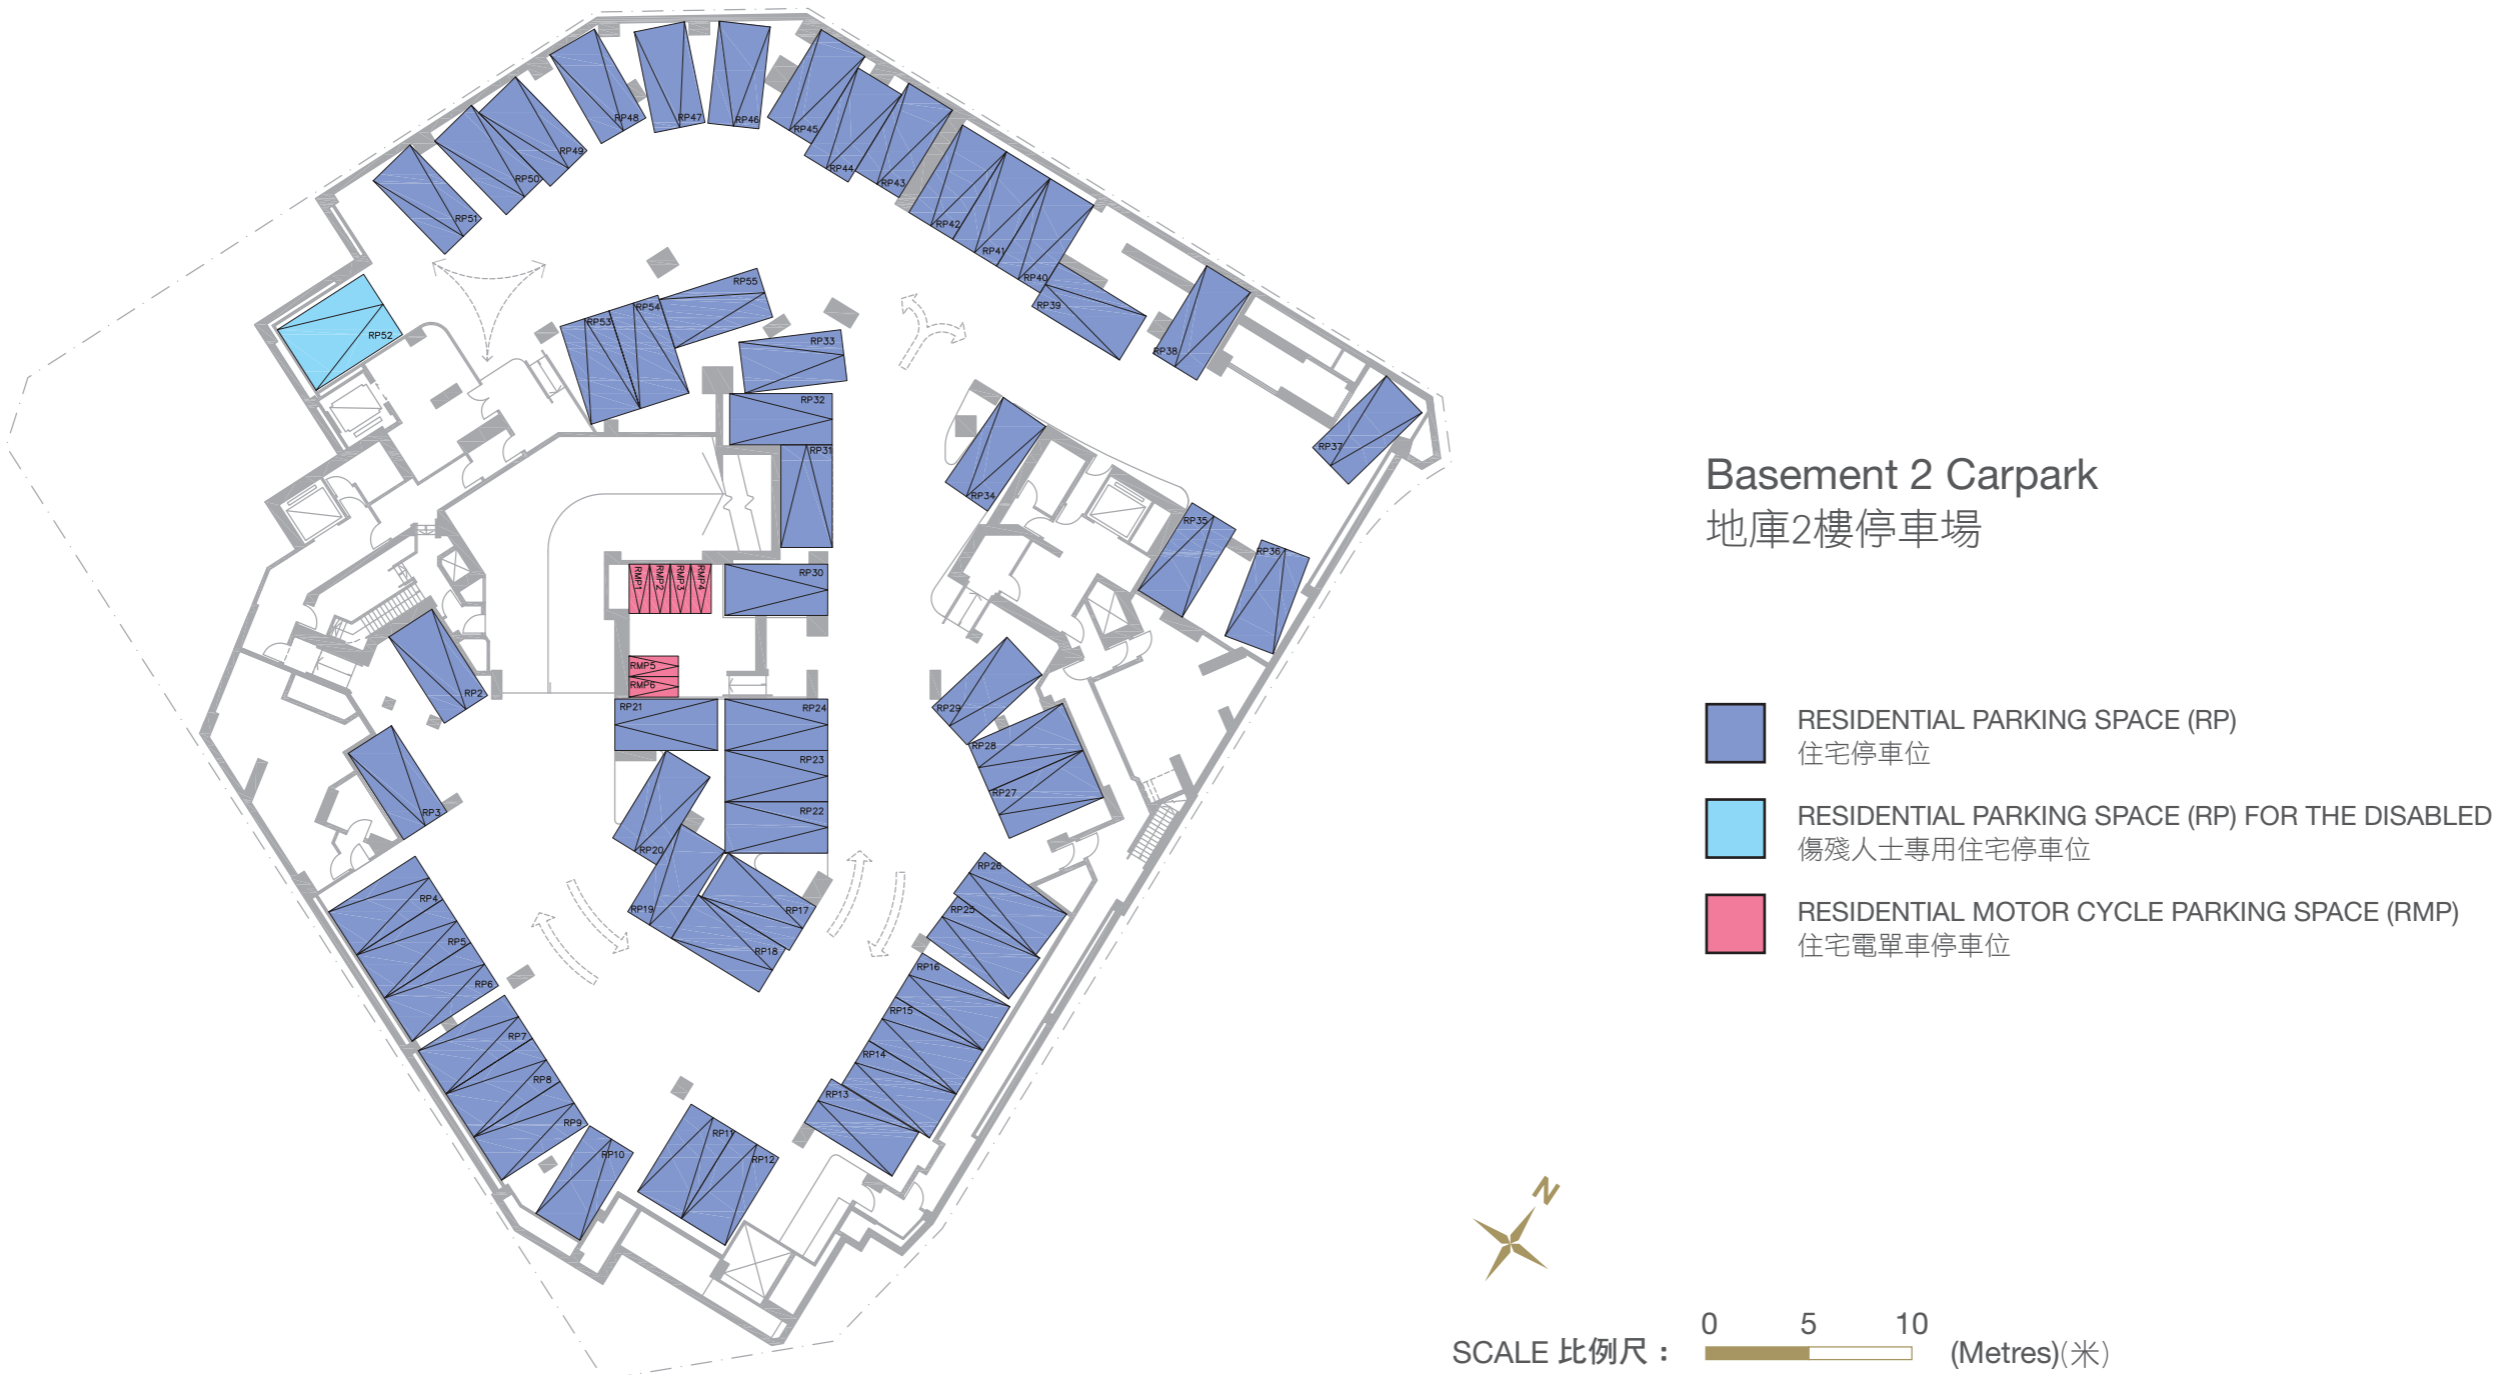 RP48
RP47
RP46
RP45
RP49
RP44
RP50
RP43
RP51
RP42
RP41
RP40
RP55
RP39
RP54
RP53
RP52
RP33
RP38
RP32
RP37
RP31
RP34
RP35
RP36
RMP1
RMP2
RMP3
RMP4
RP30
RMP5
RMP6
RP2
RP21
RP24
RP29
RP28
RP23
RP27
RP22
RP3
RP20
RP26
RP4
RP19
RP17
RP25
RP5
RP18
RP16
RP6
RP15
RP7
RP14
RP8
RP13
RP9
RP11
RP10
RP12
Basement 2 Carpark
地庫2樓停車場
RESIDENTIAL PARKING SPACE (RP)
住宅停車位
RESIDENTIAL PARKING SPACE (RP) FOR THE DISABLED
傷殘人士專用住宅停車位
RESIDENTIAL MOTOR CYCLE PARKING SPACE (RMP)
住宅電單車停車位
N
0 5 10
SCALE 比例尺： (Metres)(米)